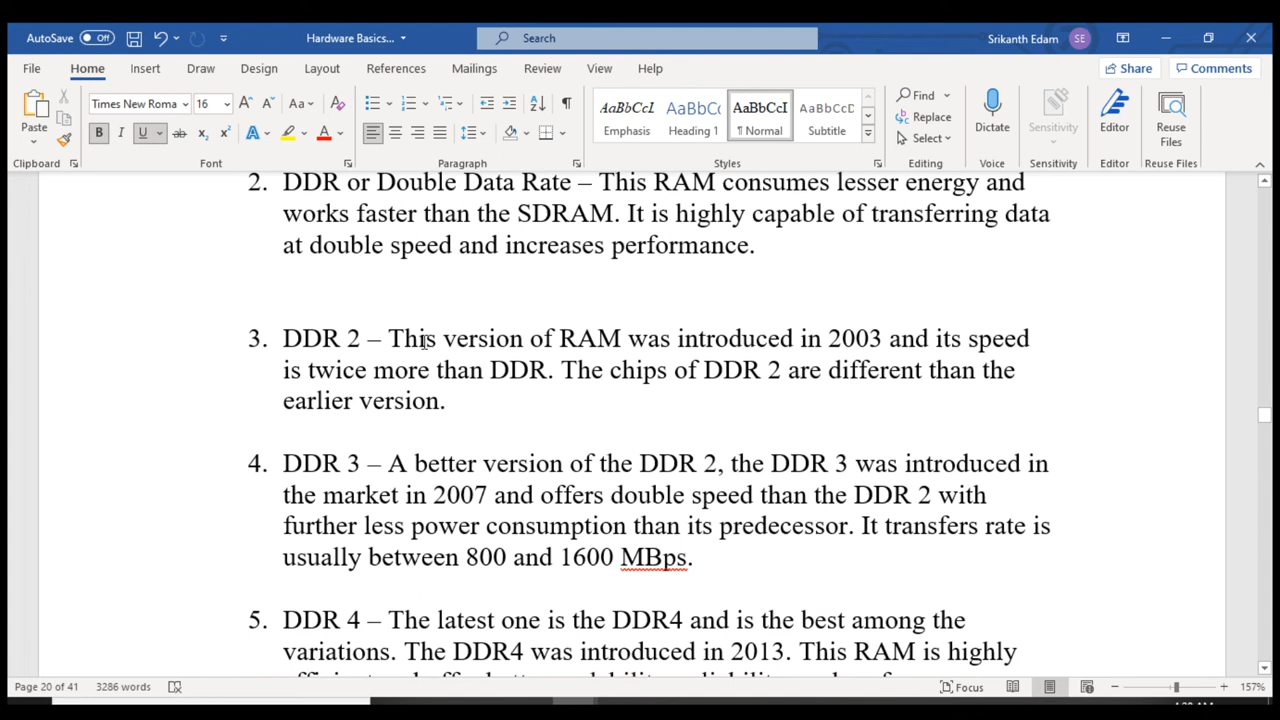 AutoSave Off Hardware Basics... Search Srikanth Edam SE
File Home Insert Draw Design Layout References Mailings Review View Help Share Comments
Paste Times New Roma 16 Aa AaBbCcI AaBbCc AaBbCcI AaBbCcD Find Replace Select Dictate Sensitivity Editor Reuse Files
B I U ab x₂ x² A A Emphasis Heading 1 ¶ Normal Subtitle
Clipboard Font Paragraph Styles Editing Voice Sensitivity Editor Reuse Files
2. DDR or Double Data Rate – This RAM consumes lesser energy and
works faster than the SDRAM. It is highly capable of transferring data
at double speed and increases performance.
3. DDR 2 – This version of RAM was introduced in 2003 and its speed
is twice more than DDR. The chips of DDR 2 are different than the
earlier version.
4. DDR 3 – A better version of the DDR 2, the DDR 3 was introduced in
the market in 2007 and offers double speed than the DDR 2 with
further less power consumption than its predecessor. It transfers rate is
usually between 800 and 1600 MBps.
5. DDR 4 – The latest one is the DDR4 and is the best among the
variations. The DDR4 was introduced in 2013. This RAM is highly
Page 20 of 41 3296 words Focus 157%